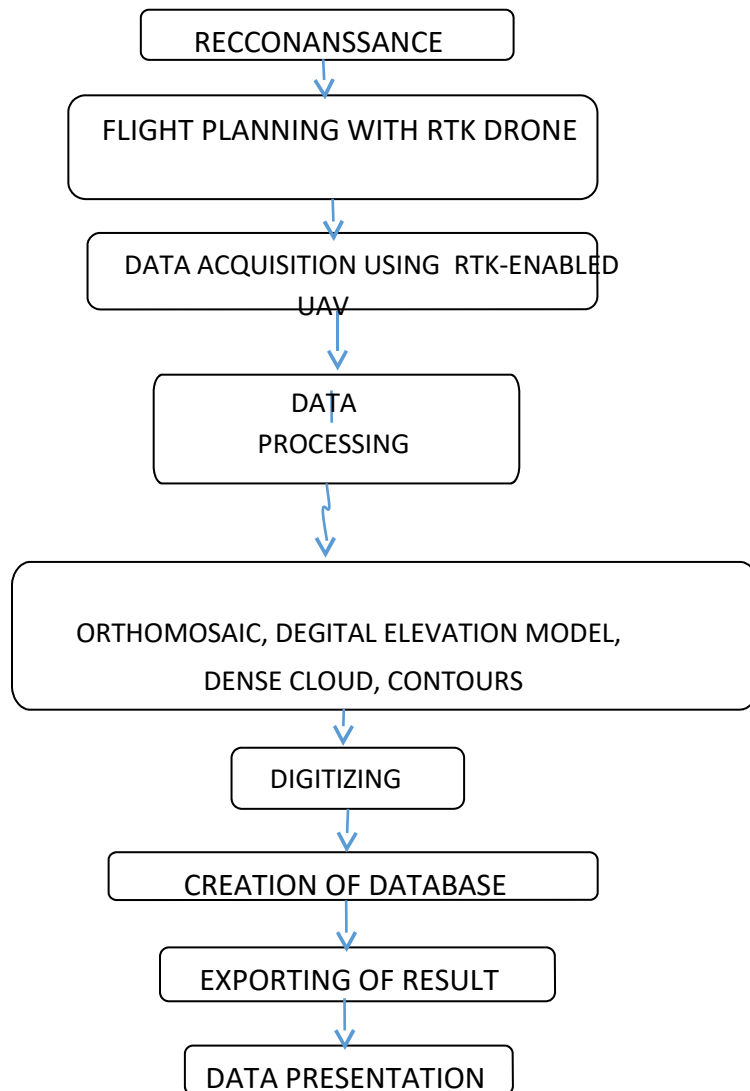 RECCONANSSANCE
FLIGHT PLANNING WITH RTK DRONE
DATA ACQUISITION USING RTK-ENABLED
UAV
DATA
PROCESSING
ORTHOMOSAIC, DEGITAL ELEVATION MODEL,
DENSE CLOUD, CONTOURS
DIGITIZING
CREATION OF DATABASE
EXPORTING OF RESULT
DATA PRESENTATION